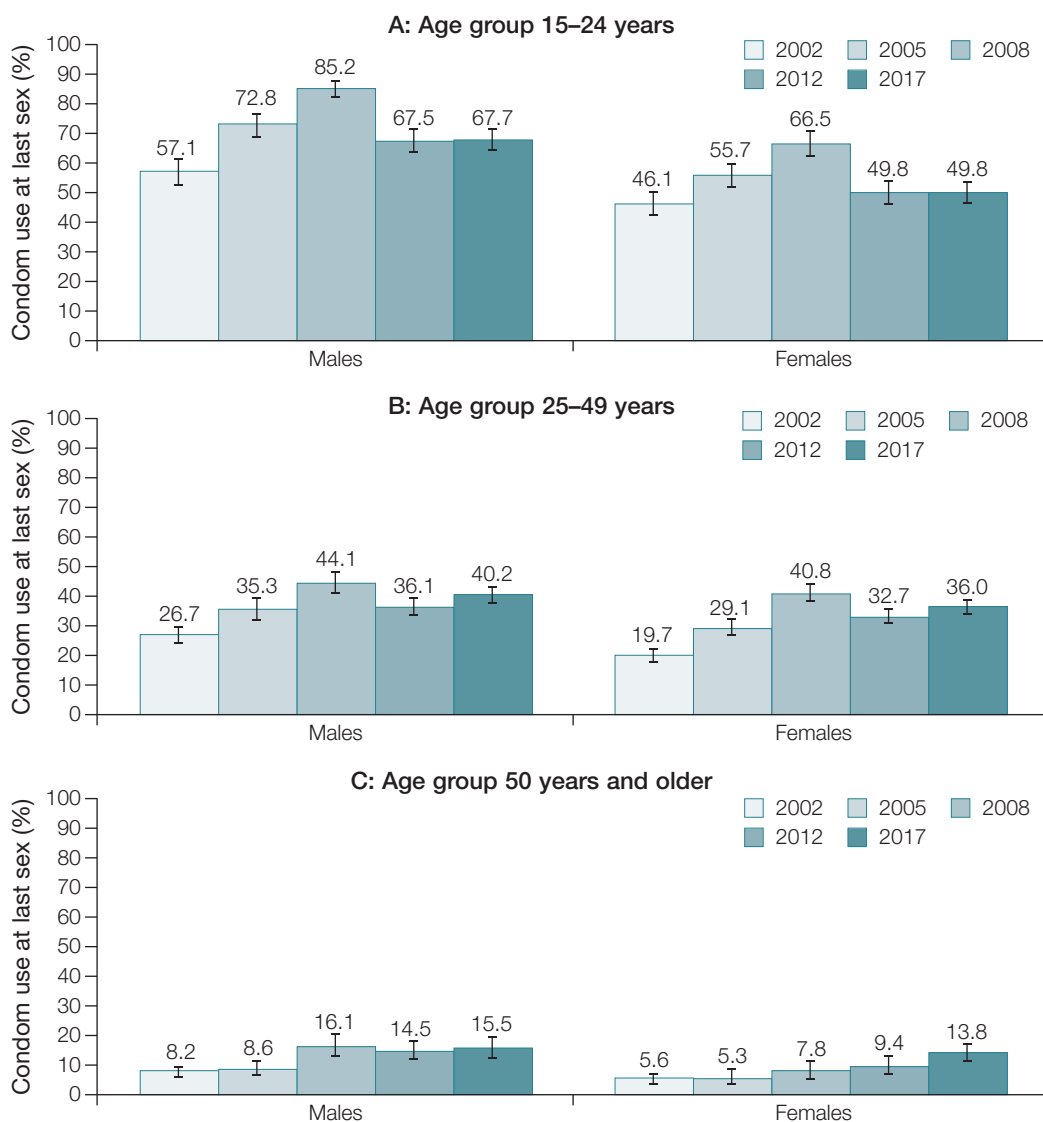 A: Age group 15–24 years
2002 2005 2008
2012 2017
Condom use at last sex (%)
100
90
80
70
60
50
40
30
20
10
0
57.1 72.8 85.2 67.5 67.7
46.1 55.7 66.5 49.8 49.8
Males Females
B: Age group 25–49 years
2002 2005 2008
2012 2017
Condom use at last sex (%)
100
90
80
70
60
50
40
30
20
10
0
26.7 35.3 44.1 36.1 40.2
19.7 29.1 40.8 32.7 36.0
Males Females
C: Age group 50 years and older
2002 2005 2008
2012 2017
Condom use at last sex (%)
100
90
80
70
60
50
40
30
20
10
0
8.2 8.6 16.1 14.5 15.5
5.6 5.3 7.8 9.4 13.8
Males Females